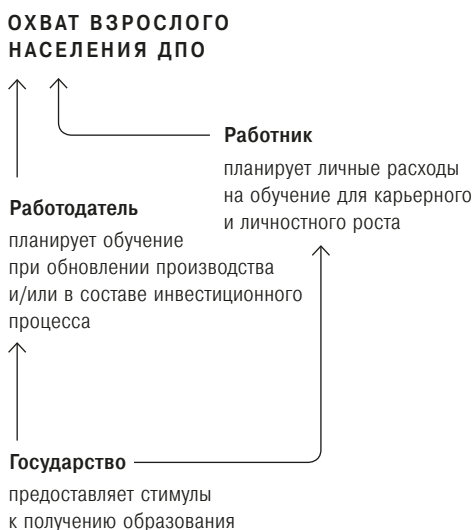 ОХВАТ ВЗРОСЛОГО
НАСЕЛЕНИЯ ДПО
Работник
планирует личные расходы
на обучение для карьерного
и личностного роста
Работодатель
планирует обучение
при обновлении производства
и/или в составе инвестиционного
процесса
Государство
предоставляет стимулы
к получению образования